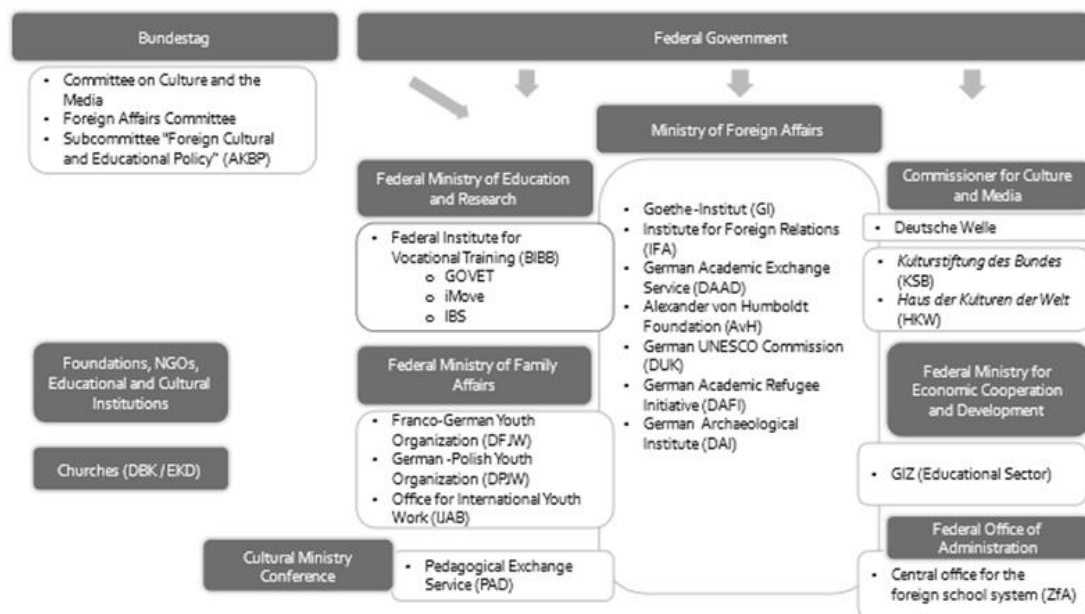 Bundestag
Federal Government
• Committee on Culture and the
Media
• Foreign Affairs Committee
• Subcommittee "Foreign Cultural
and Educational Policy" (AKBP)
Ministry of Foreign Affairs
Federal Ministry of Education
and Research
• Federal Institute for
Vocational Training (BIBB)
o GOVET
o iMove
o IBS
• Goethe-Institut (GI)
• Institute for Foreign Relations
(IFA)
• German Academic Exchange
Service (DAAD)
• Alexander von Humboldt
Foundation (AvH)
• German UNESCO Commission
(DUK)
• German Academic Refugee
Initiative (DAFI)
• German Archaeological
Institute (DAI)
Commissioner for Culture
and Media
• Deutsche Welle
• Kulturstiftung des Bundes
(KSB)
• Haus der Kulturen der Welt
(HKW)
Foundations, NGOs,
Educational and Cultural
Institutions
Churches (DBK / EKD)
Federal Ministry of Family
Affairs
• Franco-German Youth
Organization (DFJW)
• German -Polish Youth
Organization (DPJW)
• Office for International Youth
Work (IJAB)
Federal Ministry for
Economic Cooperation
and Development
• GIZ (Educational Sector)
Cultural Ministry
Conference
• Pedagogical Exchange
Service (PAD)
Federal Office of
Administration
• Central office for the
foreign school system (ZfA)